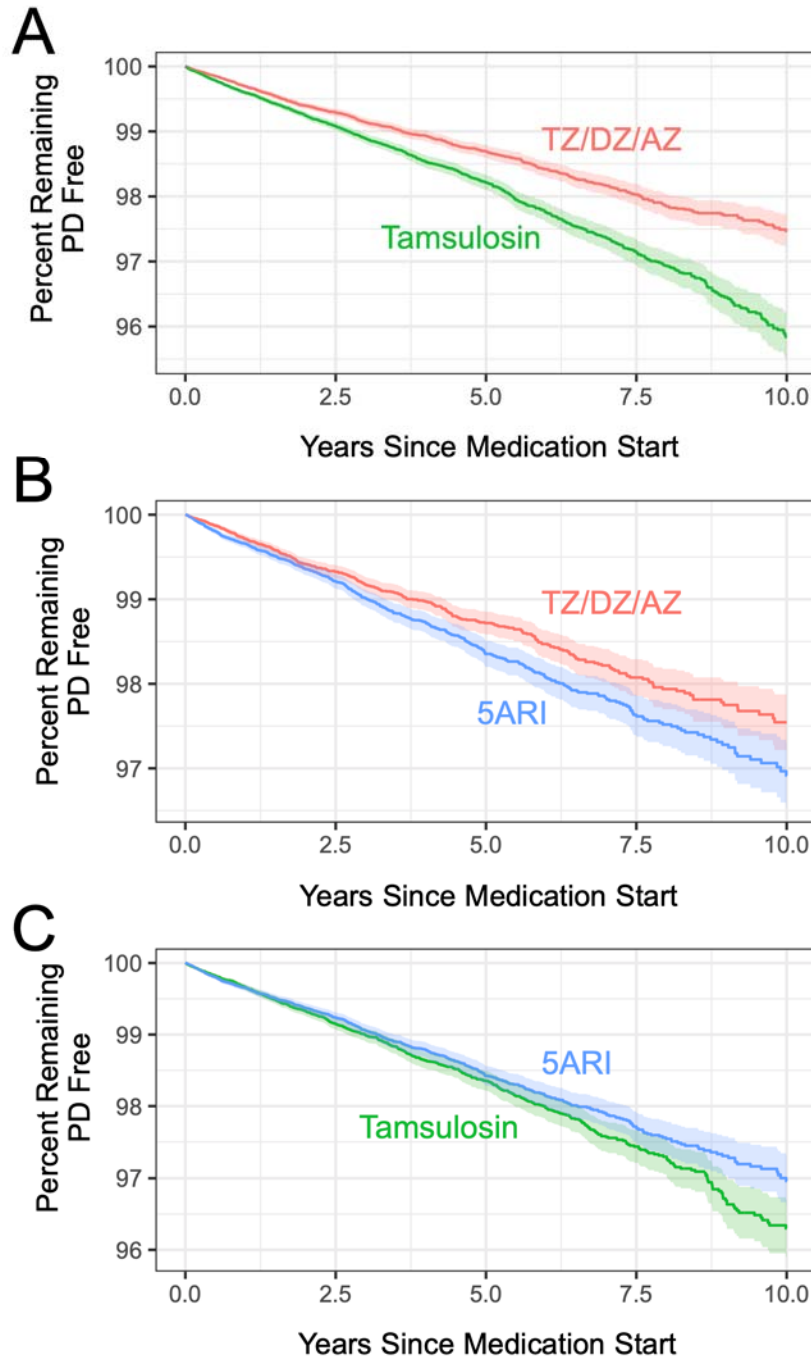 A
Percent Remaining
PD Free
100
99
98
97
96
TZ/DZ/AZ
Tamsulosin
0.0 2.5 5.0 7.5 10.0
Years Since Medication Start
B
Percent Remaining
PD Free
100
99
98
97
TZ/DZ/AZ
5ARI
0.0 2.5 5.0 7.5 10.0
Years Since Medication Start
C
Percent Remaining
PD Free
100
99
98
97
96
5ARI
Tamsulosin
0.0 2.5 5.0 7.5 10.0
Years Since Medication Start